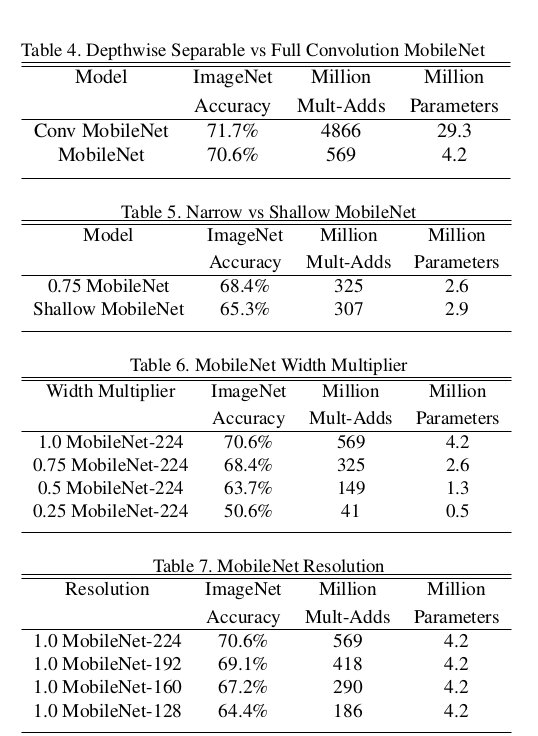 Table 4. Depthwise Separable vs Full Convolution MobileNet
Model ImageNet Million Million
Accuracy Mult-Adds Parameters
Conv MobileNet 71.7% 4866 29.3
MobileNet 70.6% 569 4.2
Table 5. Narrow vs Shallow MobileNet
Model ImageNet Million Million
Accuracy Mult-Adds Parameters
0.75 MobileNet 68.4% 325 2.6
Shallow MobileNet 65.3% 307 2.9
Table 6. MobileNet Width Multiplier
Width Multiplier ImageNet Million Million
Accuracy Mult-Adds Parameters
1.0 MobileNet-224 70.6% 569 4.2
0.75 MobileNet-224 68.4% 325 2.6
0.5 MobileNet-224 63.7% 149 1.3
0.25 MobileNet-224 50.6% 41 0.5
Table 7. MobileNet Resolution
Resolution ImageNet Million Million
Accuracy Mult-Adds Parameters
1.0 MobileNet-224 70.6% 569 4.2
1.0 MobileNet-192 69.1% 418 4.2
1.0 MobileNet-160 67.2% 290 4.2
1.0 MobileNet-128 64.4% 186 4.2